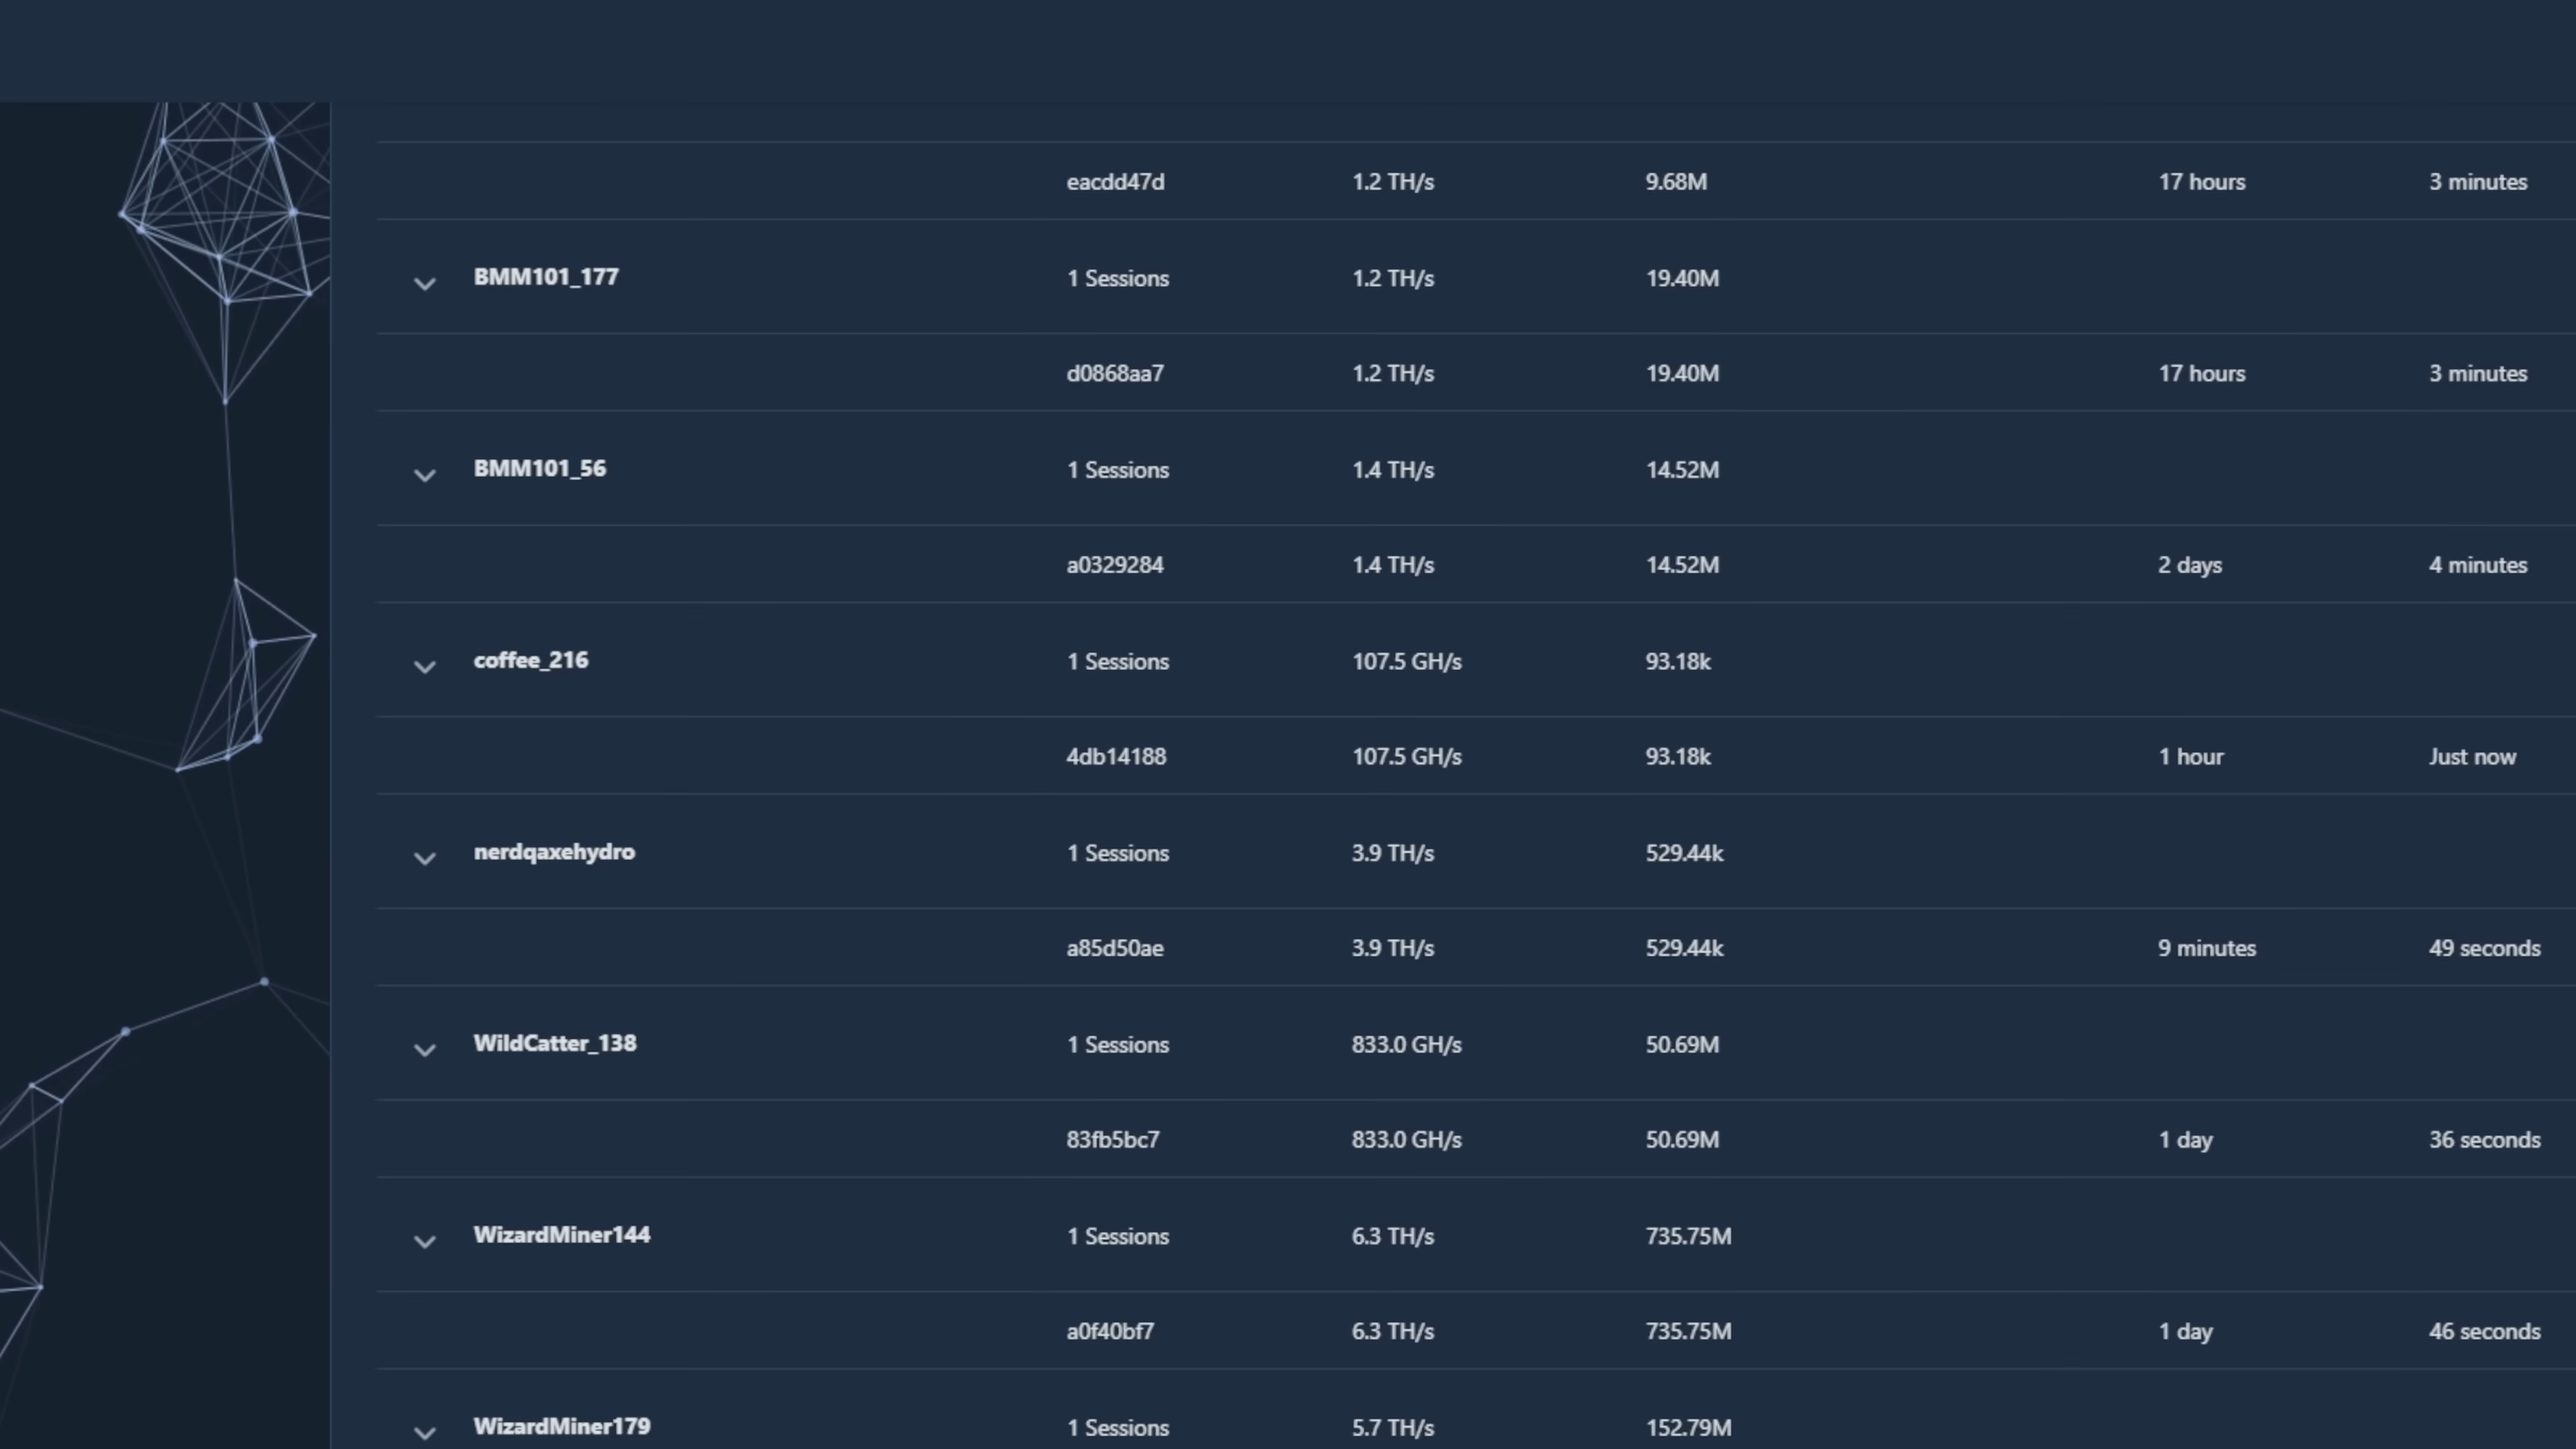 eacdd47d 1.2 TH/s 9.68M 17 hours 3 minutes
BMM101_177 1 Sessions 1.2 TH/s 19.40M
d0868aa7 1.2 TH/s 19.40M 17 hours 3 minutes
BMM101_56 1 Sessions 1.4 TH/s 14.52M
a0329284 1.4 TH/s 14.52M 2 days 4 minutes
coffee_216 1 Sessions 107.5 GH/s 93.18k
4db14188 107.5 GH/s 93.18k 1 hour Just now
nerdqaxehydro 1 Sessions 3.9 TH/s 529.44k
a85d50ae 3.9 TH/s 529.44k 9 minutes 49 seconds
WildCatter_138 1 Sessions 833.0 GH/s 50.69M
83fb5bc7 833.0 GH/s 50.69M 1 day 36 seconds
WizardMiner144 1 Sessions 6.3 TH/s 735.75M
a0f40bf7 6.3 TH/s 735.75M 1 day 46 seconds
WizardMiner179 1 Sessions 5.7 TH/s 152.79M